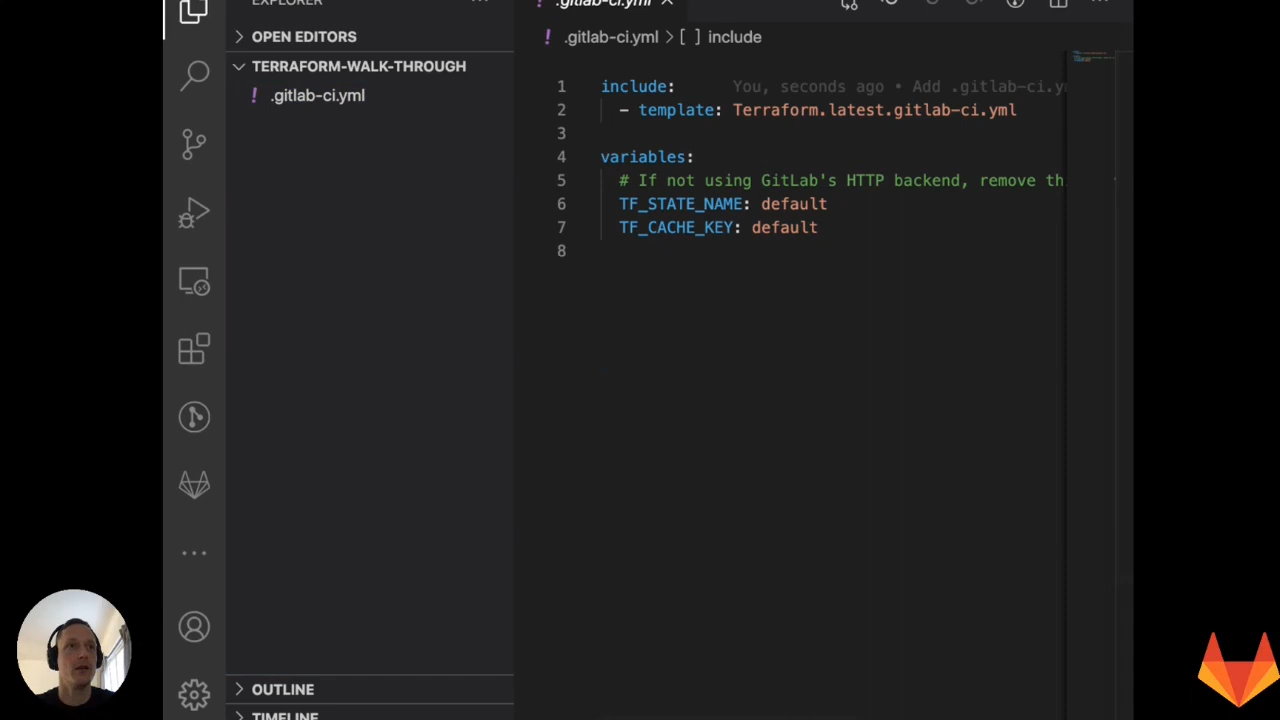 EXPLORER
.gitlab-ci.yml
OPEN EDITORS
.gitlab-ci.yml > [ ] include
TERRAFORM-WALK-THROUGH
.gitlab-ci.yml
1 include: You, seconds ago • Add .gitlab-ci.y
2 - template: Terraform.latest.gitlab-ci.yml
3
4 variables:
5 # If not using GitLab's HTTP backend, remove
6 TF_STATE_NAME: default
7 TF_CACHE_KEY: default
8
OUTLINE
TIMELINE